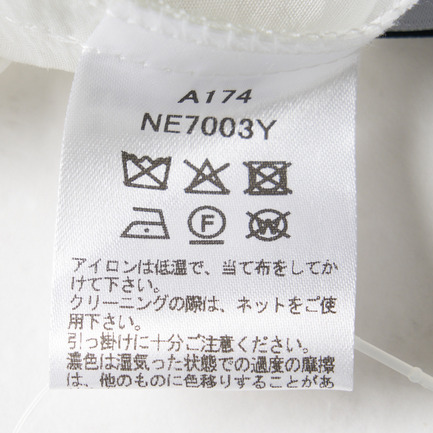 A174
NE7003Y
F
W
アイロンは低温で、当て布をしてか
けて下さい。
クリーニングの際は、ネットをご使
用下さい。
引っ掛けに十分ご注意ください。
濃色は湿気った状態での過度の摩擦
は、他のものに色移りすることがあ